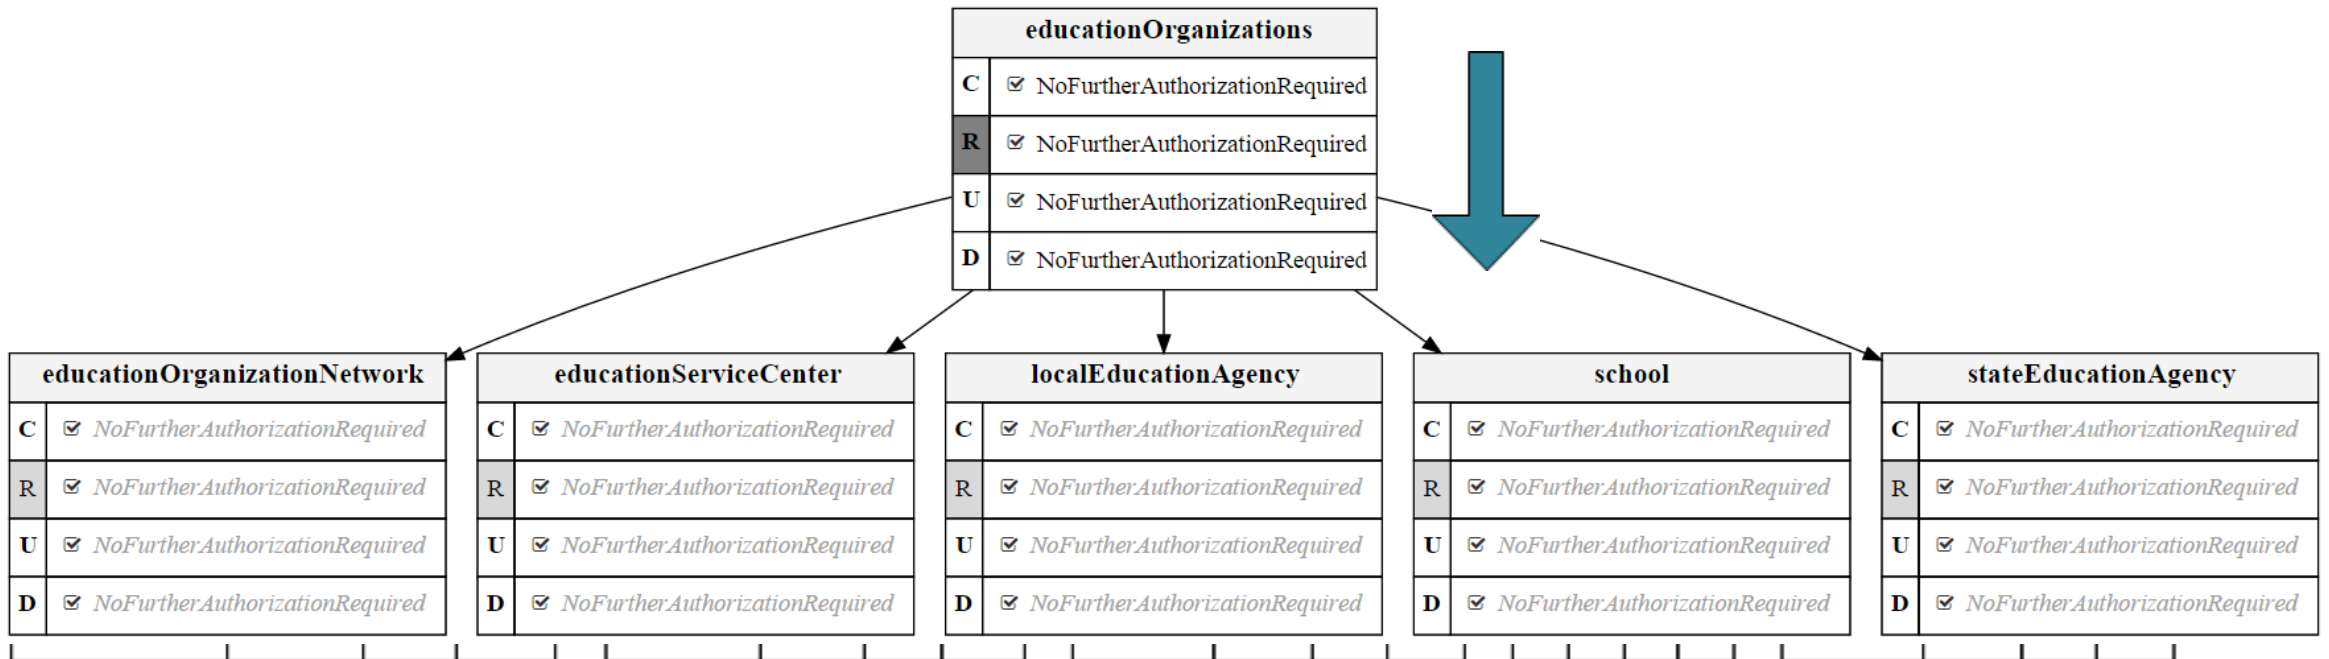 educationOrganizations
C NoFurtherAuthorizationRequired
R NoFurtherAuthorizationRequired
U NoFurtherAuthorizationRequired
D NoFurtherAuthorizationRequired
educationOrganizationNetwork
C NoFurtherAuthorizationRequired
R NoFurtherAuthorizationRequired
U NoFurtherAuthorizationRequired
D NoFurtherAuthorizationRequired
educationServiceCenter
C NoFurtherAuthorizationRequired
R NoFurtherAuthorizationRequired
U NoFurtherAuthorizationRequired
D NoFurtherAuthorizationRequired
localEducationAgency
C NoFurtherAuthorizationRequired
R NoFurtherAuthorizationRequired
U NoFurtherAuthorizationRequired
D NoFurtherAuthorizationRequired
school
C NoFurtherAuthorizationRequired
R NoFurtherAuthorizationRequired
U NoFurtherAuthorizationRequired
D NoFurtherAuthorizationRequired
stateEducationAgency
C NoFurtherAuthorizationRequired
R NoFurtherAuthorizationRequired
U NoFurtherAuthorizationRequired
D NoFurtherAuthorizationRequired